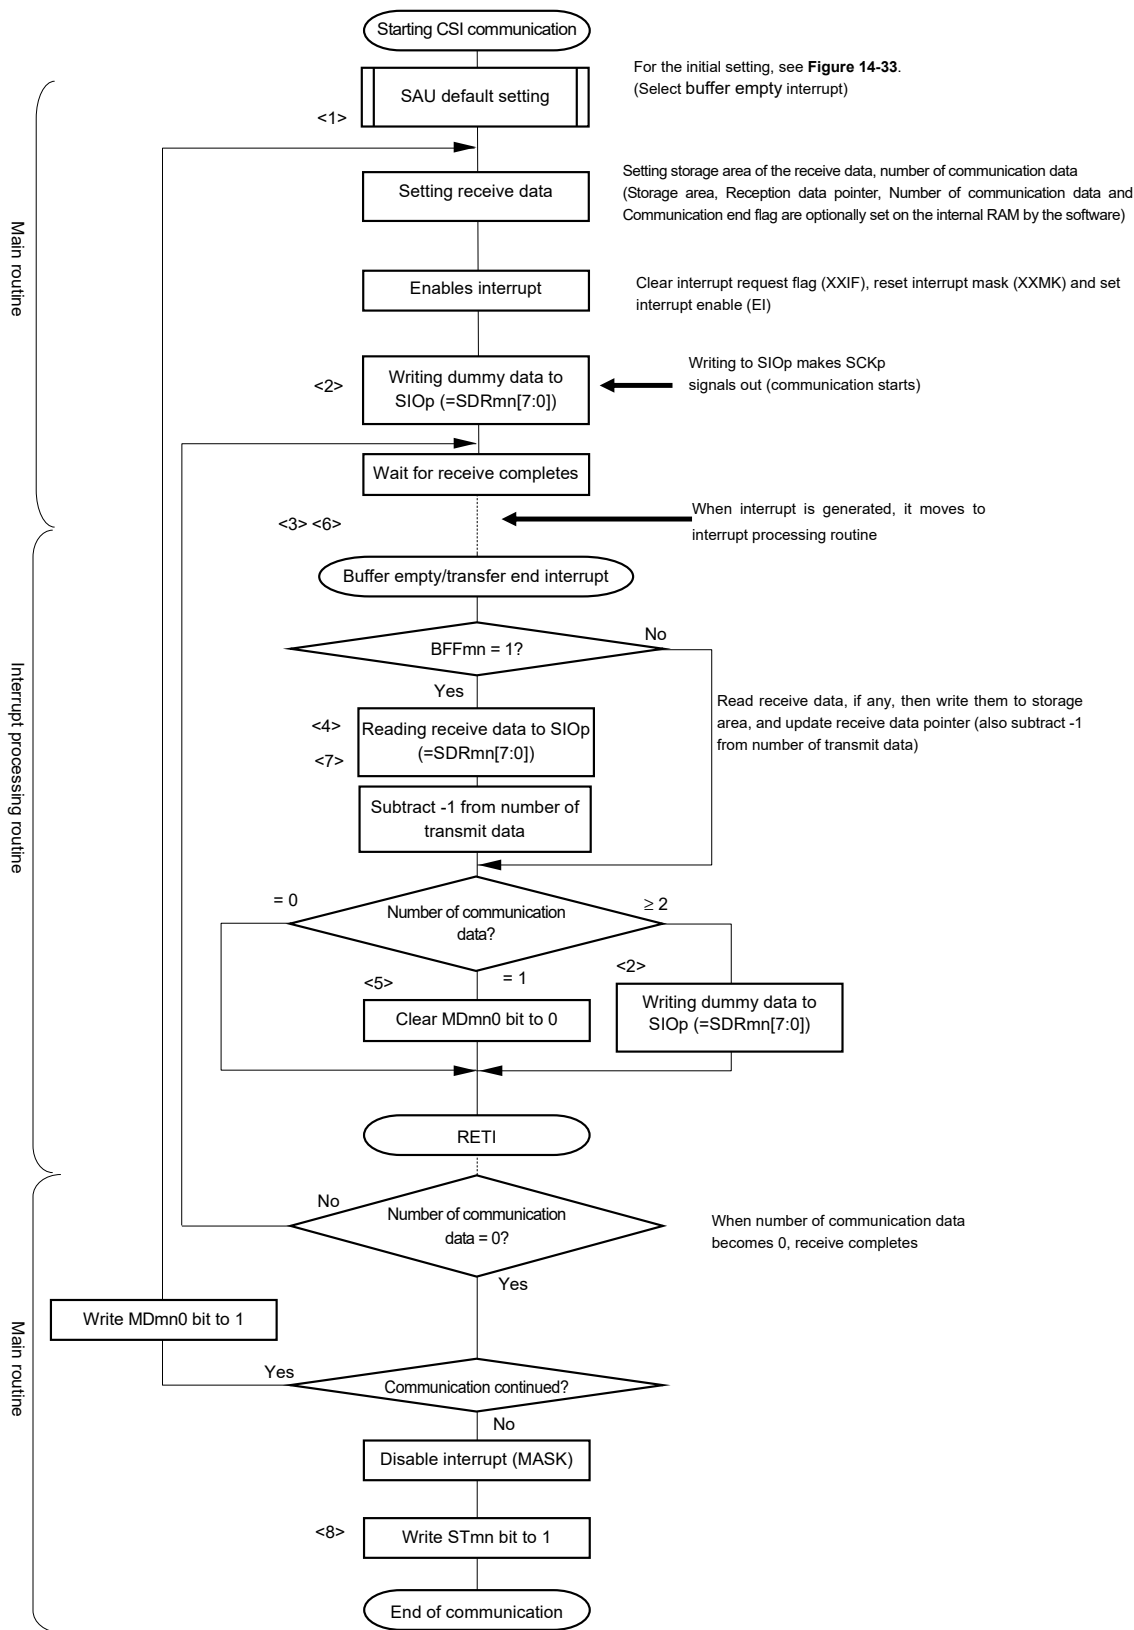 Starting CSI communication
For the initial setting, see Figure 14-33.
(Select buffer empty interrupt)
SAU default setting
<1>
Setting storage area of the receive data, number of communication data
(Storage area, Reception data pointer, Number of communication data and
Communication end flag are optionally set on the internal RAM by the software)
Setting receive data
Main routine
Enables interrupt
Clear interrupt request flag (XXIF), reset interrupt mask (XXMK) and set
interrupt enable (EI)
Writing dummy data to
SIOp (=SDRmn[7:0])
<2>
Writing to SIOp makes SCKp
signals out (communication starts)
Wait for receive completes
<3> <6>
When interrupt is generated, it moves to
interrupt processing routine
Buffer empty/transfer end interrupt
BFFmn = 1?
No
Yes
Interrupt processing routine
<4>
<7>
Reading receive data to SIOp
(=SDRmn[7:0])
Read receive data, if any, then write them to storage
area, and update receive data pointer (also subtract -1
from number of transmit data)
Subtract -1 from number of
transmit data
= 0
Number of communication
data?
≥ 2
= 1
<5>
<2>
Clear MDmn0 bit to 0
Writing dummy data to
SIOp (=SDRmn[7:0])
RETI
No
Number of communication
data = 0?
When number of communication data
becomes 0, receive completes
Yes
Write MDmn0 bit to 1
Main routine
Yes
Communication continued?
No
Disable interrupt (MASK)
<8>
Write STmn bit to 1
End of communication